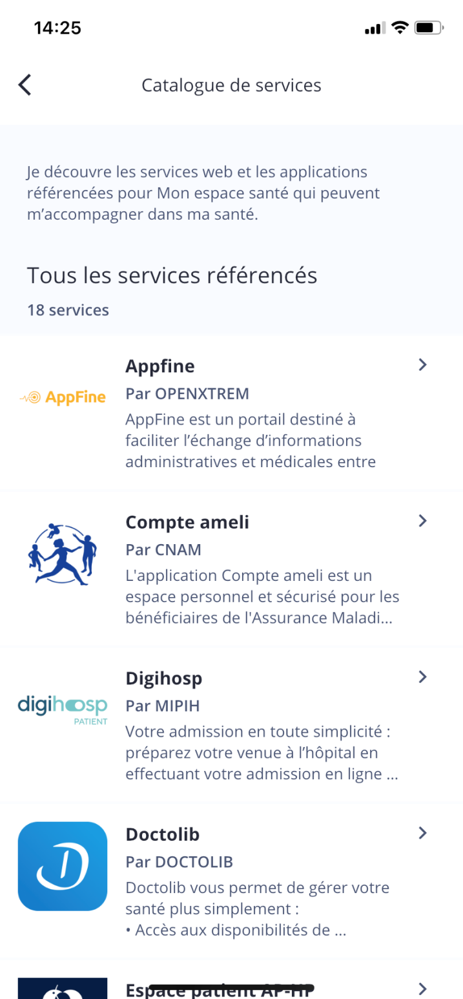 14:25
Catalogue de services
Je découvre les services web et les applications
référencées pour Mon espace santé qui peuvent
m’accompagner dans ma santé.
Tous les services référencés
18 services
AppFine
Appfine
Par OPENXTREM
AppFine est un portail destiné à
faciliter l’échange d’informations
administratives et médicales entre
Compte ameli
Par CNAM
L'application Compte ameli est un
espace personnel et sécurisé pour les
bénéficiaires de l'Assurance Maladi...
digihosp
PATIENT
Digihosp
Par MIPIH
Votre admission en toute simplicité :
préparez votre venue à l’hôpital en
effectuant votre admission en ligne ...
D
Doctolib
Par DOCTOLIB
Doctolib vous permet de gérer votre
santé plus simplement :
• Accès aux disponibilités de ...
Espace patient AP-HP